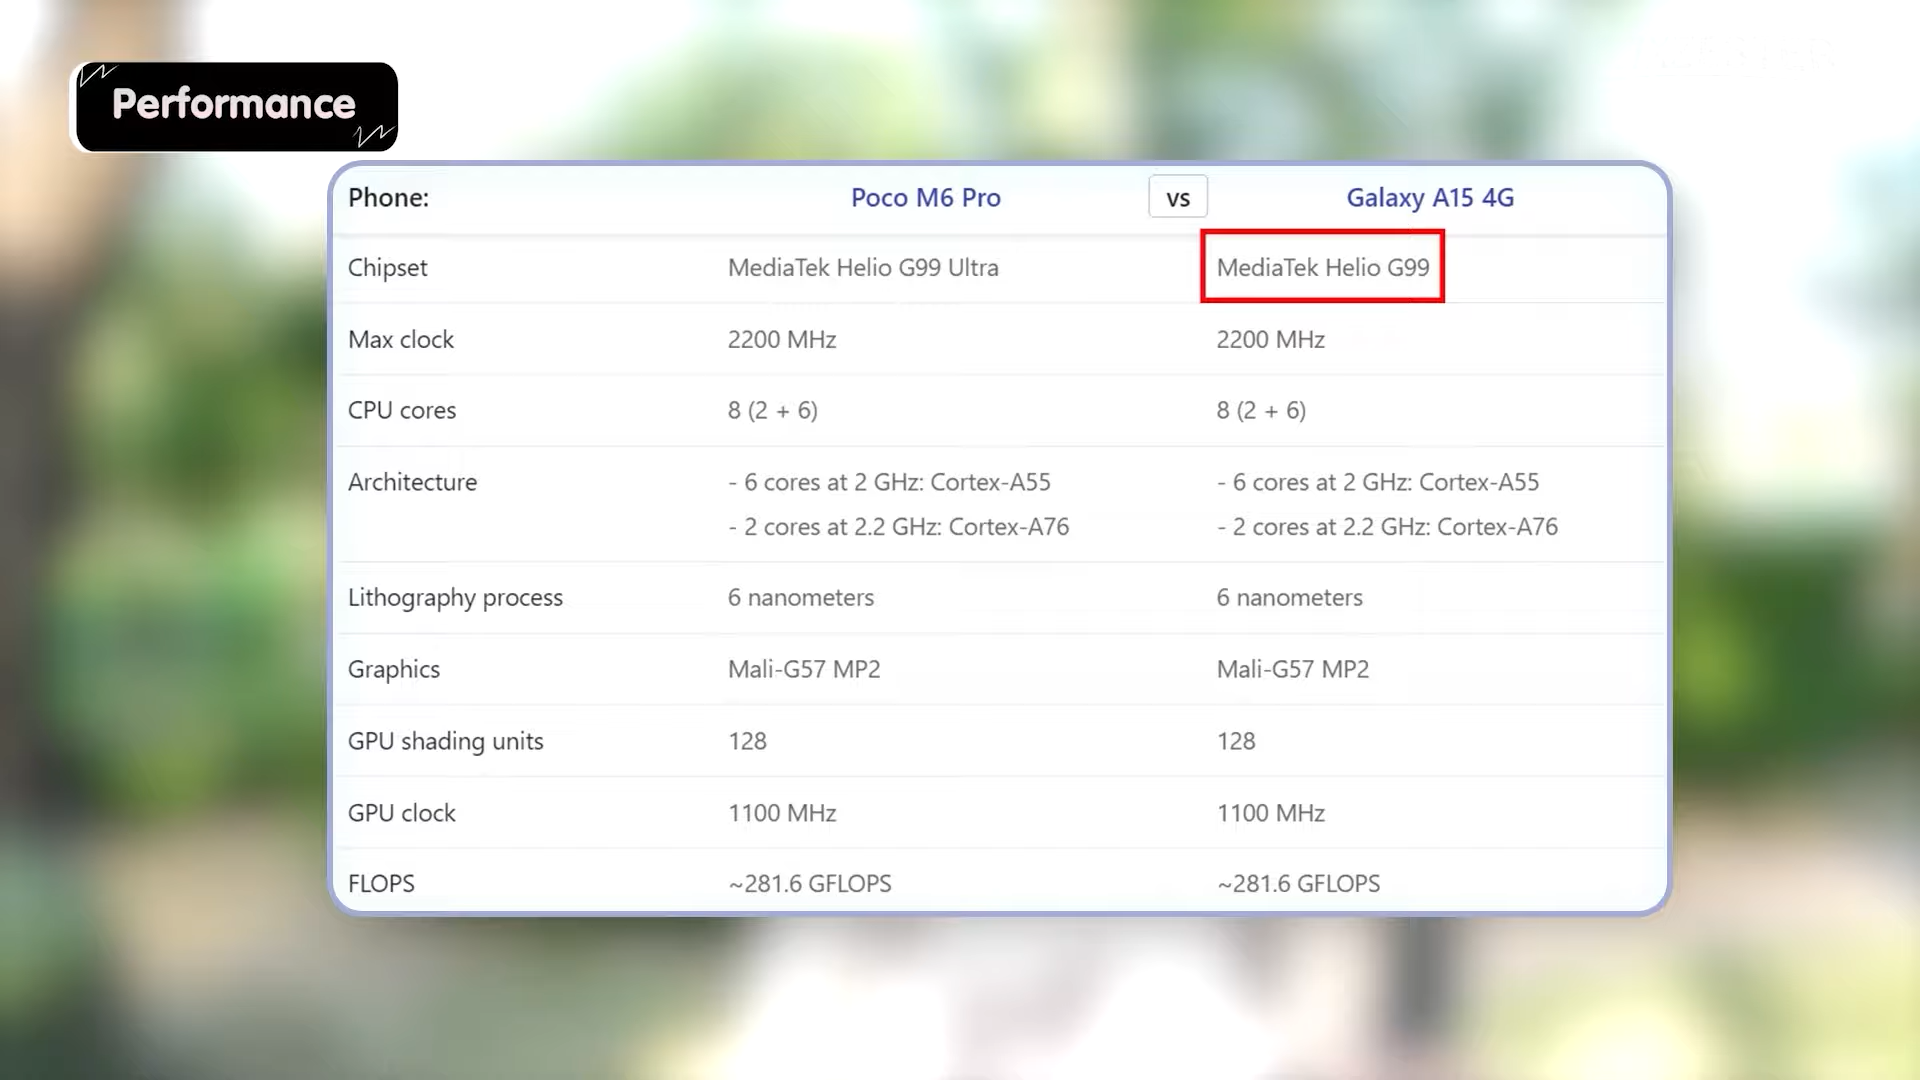 Performance
Phone: Poco M6 Pro vs Galaxy A15 4G
Chipset MediaTek Helio G99 Ultra MediaTek Helio G99
Max clock 2200 MHz 2200 MHz
CPU cores 8 (2 + 6) 8 (2 + 6)
Architecture - 6 cores at 2 GHz: Cortex-A55 - 6 cores at 2 GHz: Cortex-A55
- 2 cores at 2.2 GHz: Cortex-A76 - 2 cores at 2.2 GHz: Cortex-A76
Lithography process 6 nanometers 6 nanometers
Graphics Mali-G57 MP2 Mali-G57 MP2
GPU shading units 128 128
GPU clock 1100 MHz 1100 MHz
FLOPS ~281.6 GFLOPS ~281.6 GFLOPS